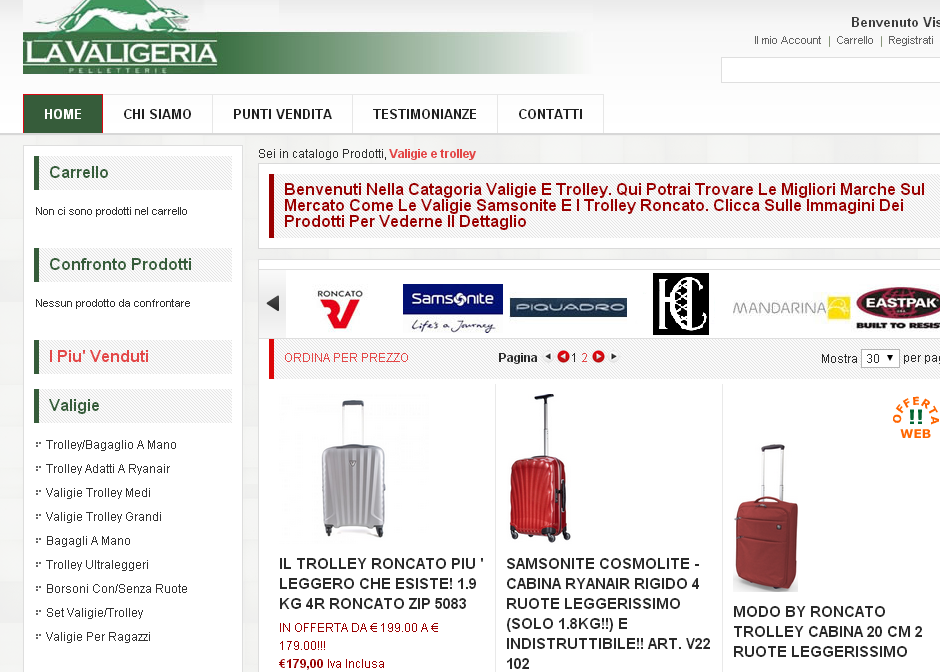 LAVALIGERIA
PELLETTERIE
Benvenuto
Il mio Account | Carrello | Registrati
HOME CHI SIAMO PUNTI VENDITA TESTIMONIANZE CONTATTI
Carrello
Non ci sono prodotti nel carrello
Confronto Prodotti
Nessun prodotto da confrontare
I Piu' Venduti
Valigie
Trolley/Bagaglio A Mano
Trolley Adatti A Ryanair
Valigie Trolley Medi
Valigie Trolley Grandi
Bagagli A Mano
Trolley Ultraleggeri
Borsoni Con/Senza Ruote
Set Valigie/Trolley
Valigie Per Ragazzi
Sei in catalogo Prodotti, Valigie e trolley
Benvenuti Nella Catagoria Valigie E Trolley. Qui Potrai Trovare Le Migliori Marche Sul
Mercato Come Le Valigie Samsonite E I Trolley Roncato. Clicca Sulle Immagini Dei
Prodotti Per Vederne Il Dettaglio
RONCATO
Samsonite
Life's a Journey
PIQUADRO
MANDARINA
EASTPAK
BUILT TO RESIS
ORDINA PER PREZZO
Pagina 1 2
Mostra 30 per pag
OFFERTA
!!
WEB
IL TROLLEY RONCATO PIU '
LEGGERO CHE ESISTE! 1.9
KG 4R RONCATO ZIP 5083
IN OFFERTA DA € 199.00 A €
179.00!!!
€179,00 Iva Inclusa
SAMSONITE COSMOLITE -
CABINA RYANAIR RIGIDO 4
RUOTE LEGGERISSIMO
(SOLO 1.8KG!!) E
INDISTRUTTIBILE!! ART. V22
102
MODO BY RONCATO
TROLLEY CABINA 20 CM 2
RUOTE LEGGERISSIMO